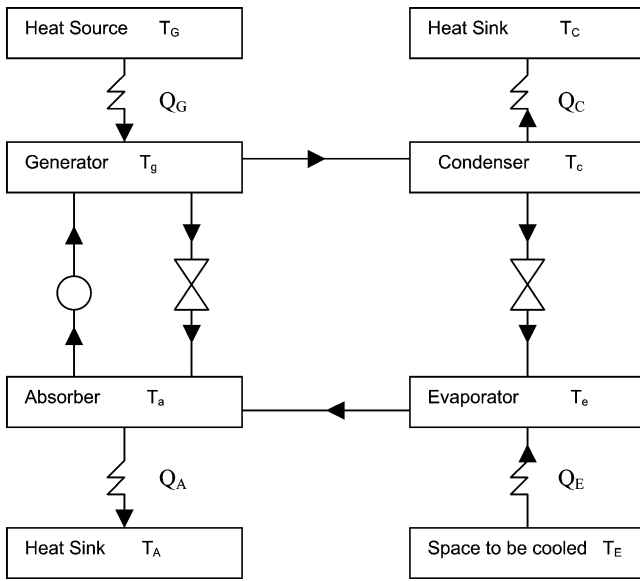 Heat Source T_G
Heat Sink T_C
Q_G
Q_C
Generator T_g
Condenser T_c
Absorber T_a
Evaporator T_e
Q_A
Q_E
Heat Sink T_A
Space to be cooled T_E